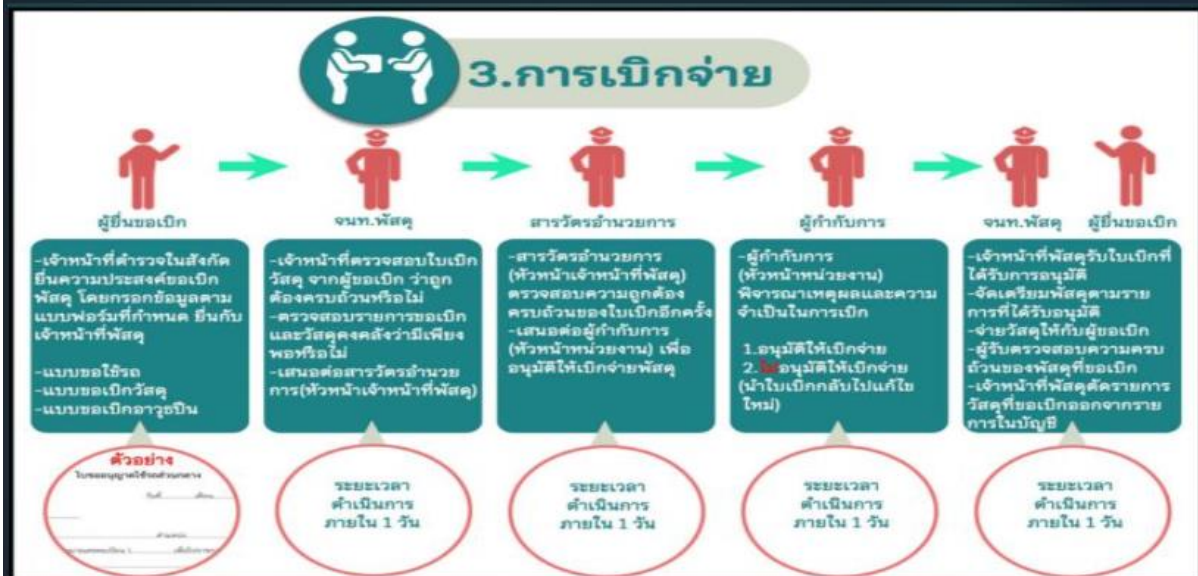 3.การเบิกจ่าย
ผู้ยื่นขอเบิก
จนท.พัสดุ
สารวัตรอำนวยการ
ผู้กำกับการ
จนท.พัสดุ
ผู้ยื่นขอเบิก
-เจ้าหน้าที่ตำรวจในสังกัด
ยื่นความประสงค์ขอเบิก
พัสดุ โดยกรอกข้อมูลตาม
แบบฟอร์มที่กำหนด ยื่นกับ
เจ้าหน้าที่พัสดุ
-แบบขอใช้รถ
-แบบขอเบิกวัสดุ
-แบบขอเบิกอาวุธปืน
-เจ้าหน้าที่ตรวจสอบใบเบิก
วัสดุ จากผู้ขอเบิก ว่าถูก
ต้องครบถ้วนหรือไม่
-ตรวจสอบรายการขอเบิก
และวัสดุคงคลังว่ามีเพียง
พอหรือไม่
-เสนอต่อสารวัตรอำนวย
การ(หัวหน้าเจ้าหน้าที่พัสดุ)
-สารวัตรอำนวยการ
(หัวหน้าเจ้าหน้าที่พัสดุ)
ตรวจสอบความถูกต้อง
ครบถ้วนของใบเบิกอีกครั้ง
-เสนอต่อผู้กำกับการ
(หัวหน้าหน่วยงาน) เพื่อ
อนุมัติให้เบิกจ่ายพัสดุ
-ผู้กำกับการ
(หัวหน้าหน่วยงาน)
พิจารณาเหตุผลและความ
จำเป็นในการเบิก
1.อนุมัติให้เบิกจ่าย
2.ไม่อนุมัติให้เบิกจ่าย
(นำใบเบิกกลับไปแก้ไข
ใหม่)
-เจ้าหน้าที่พัสดุรับใบเบิกที่
ได้รับการอนุมัติ
-จัดเตรียมพัสดุตามราย
การที่ได้รับอนุมัติ
-จ่ายวัสดุให้กับผู้ขอเบิก
-ผู้รับตรวจสอบความครบ
ถ้วนของพัสดุที่ขอเบิก
-เจ้าหน้าที่พัสดุตัดรายการ
วัสดุที่ขอเบิกออกจากราย
การในบัญชี
ตัวอย่าง
ใบขออนุญาตใช้รถส่วนกลาง
วันที่ เดือน
ตำแหน่ง
ระยะเวลา
ดำเนินการ
ภายใน 1 วัน
ระยะเวลา
ดำเนินการ
ภายใน 1 วัน
ระยะเวลา
ดำเนินการ
ภายใน 1 วัน
ระยะเวลา
ดำเนินการ
ภายใน 1 วัน